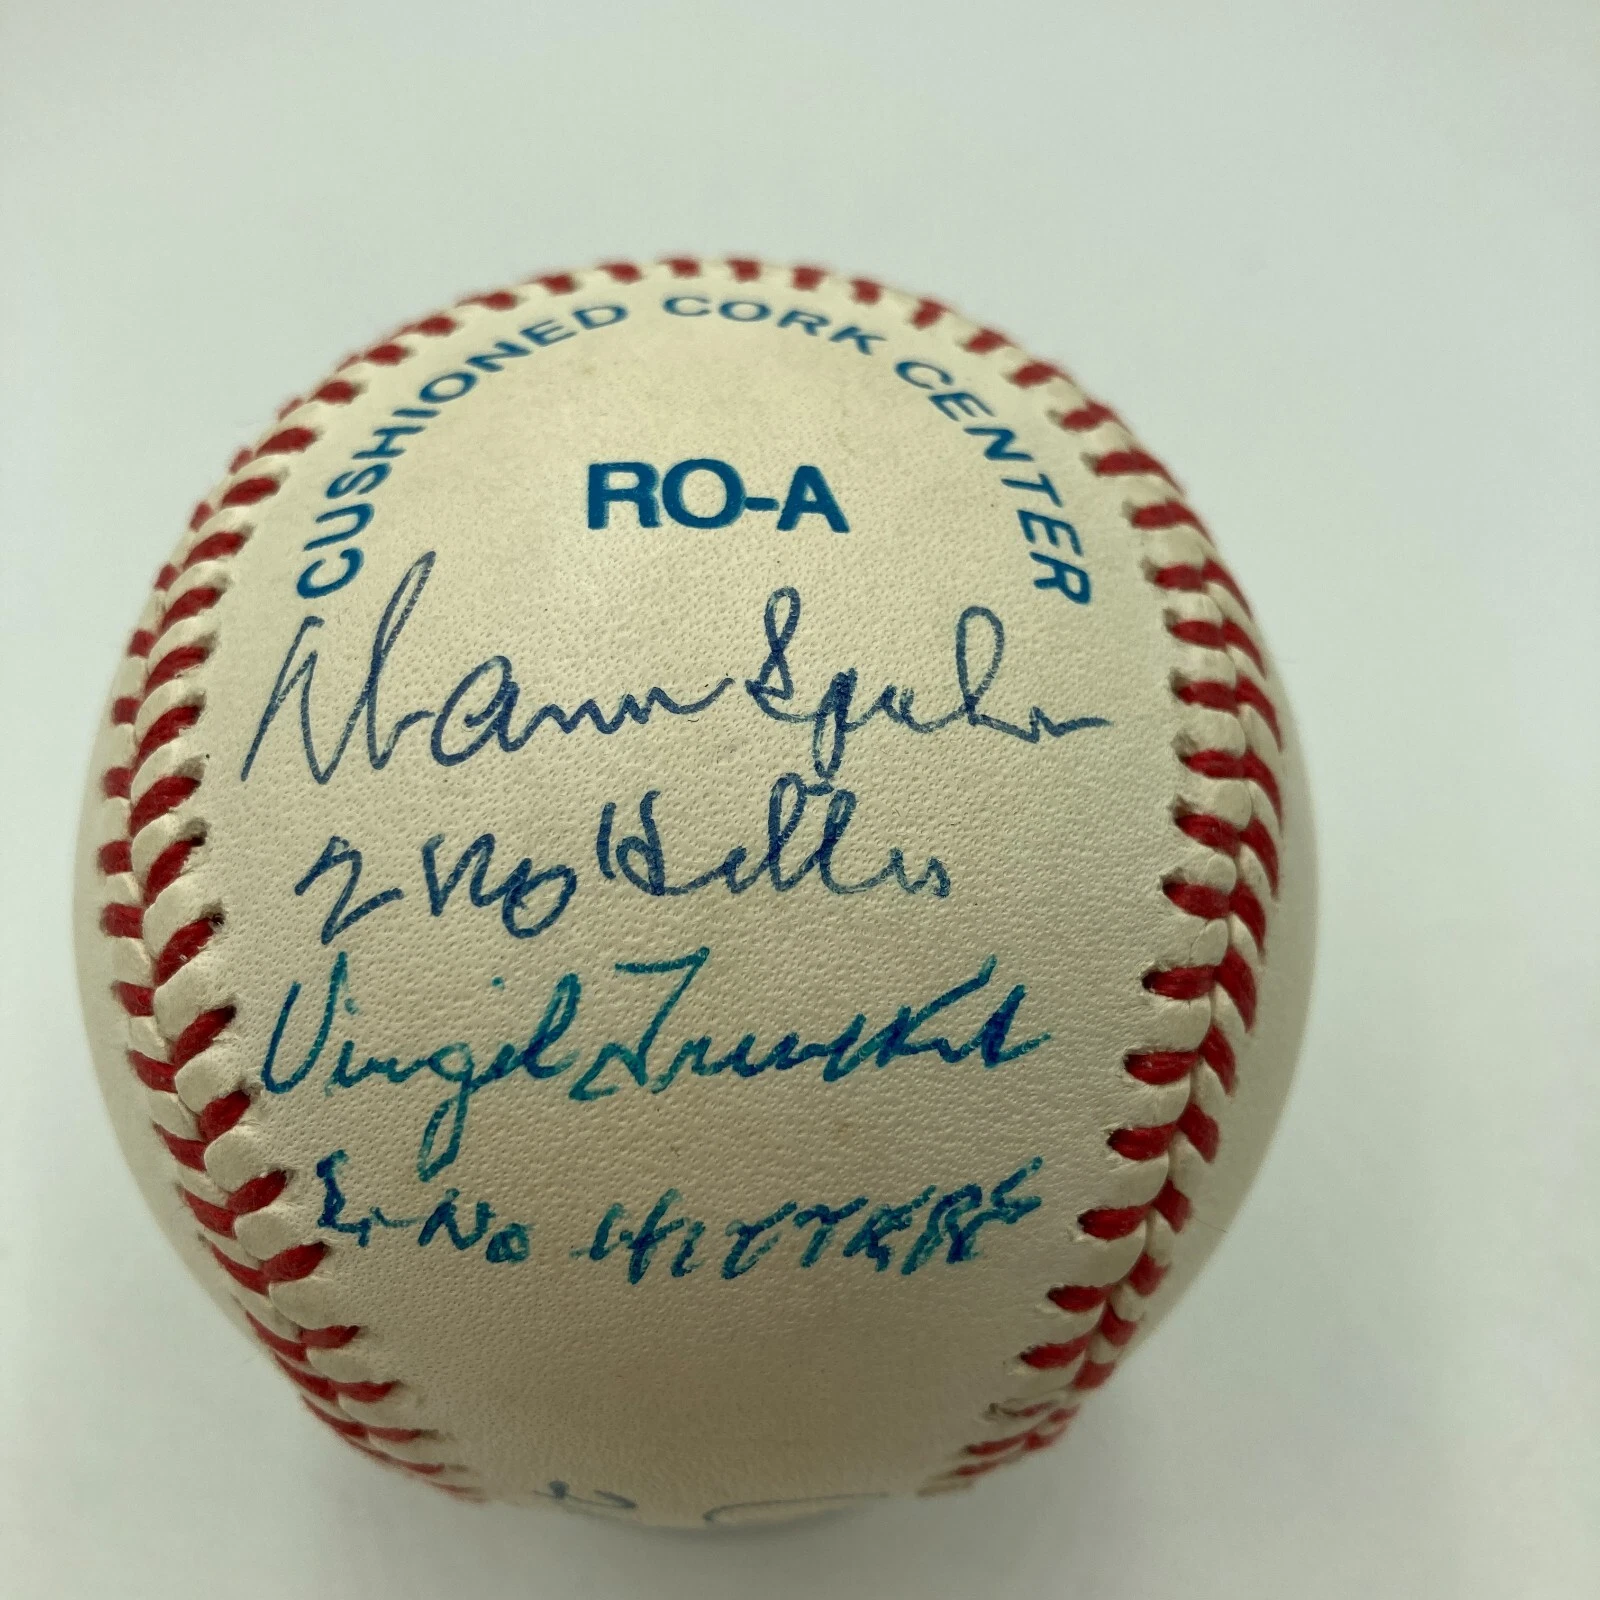 CUSHIONED CORK CENTER
RO-A
Warren Spahn
2 No Hitters
Virgil Trucks
2-No HITTERS